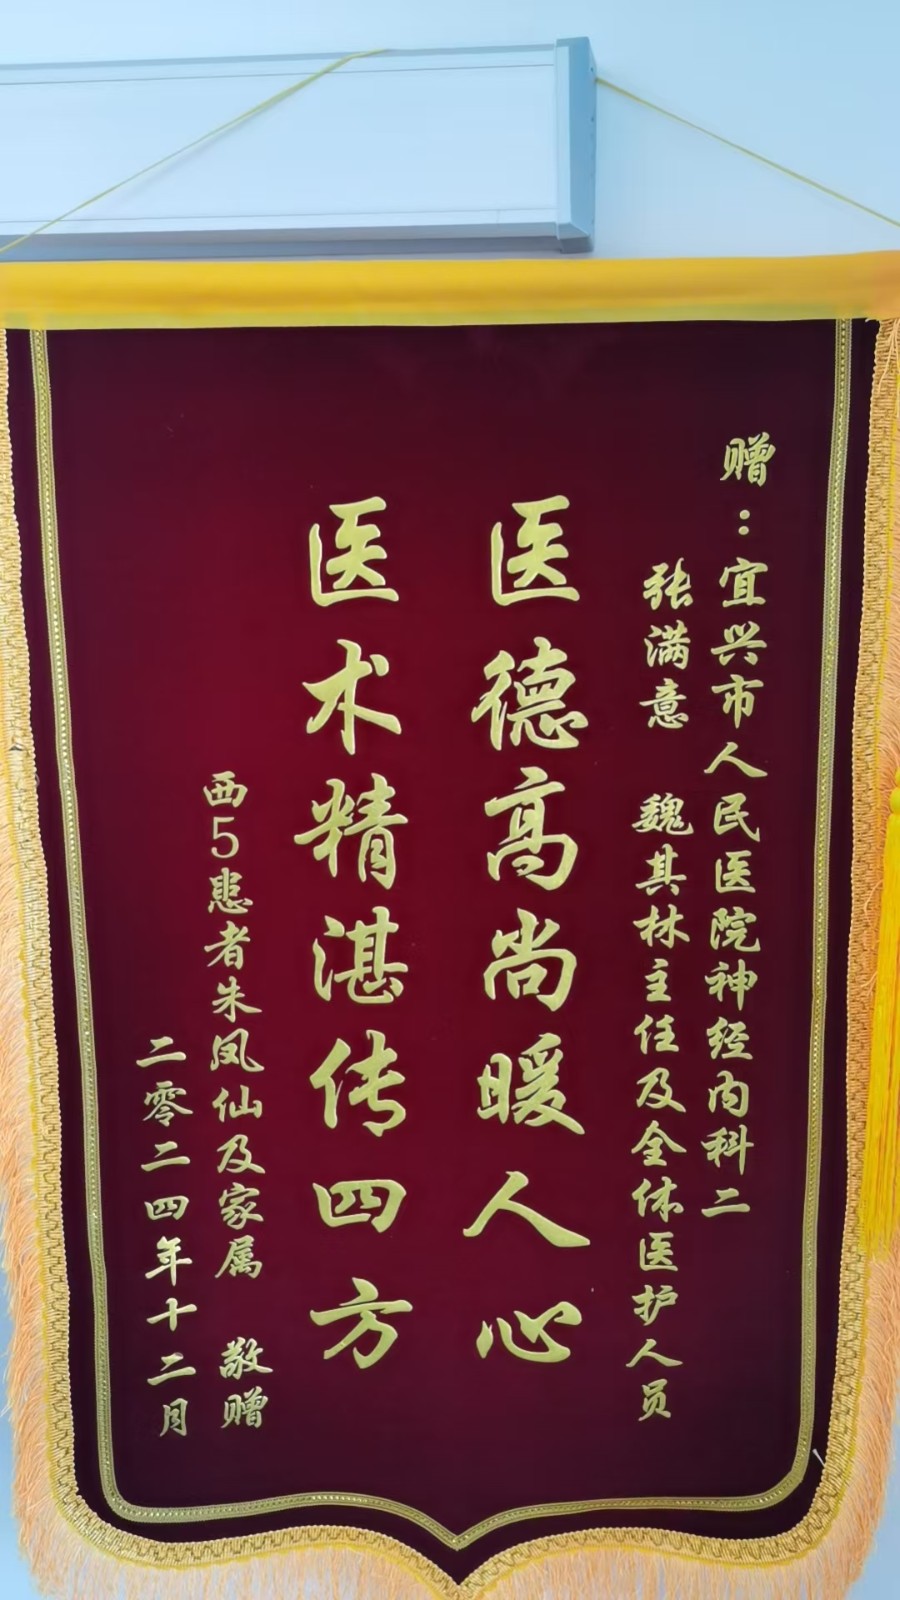 赠：宜兴市人民医院神经内科二
张满意 魏其林主任及全体医护人员
医德高尚暖人心
医术精湛传四方
西5患者朱凤仙及家属 敬赠
二零二四年十二月